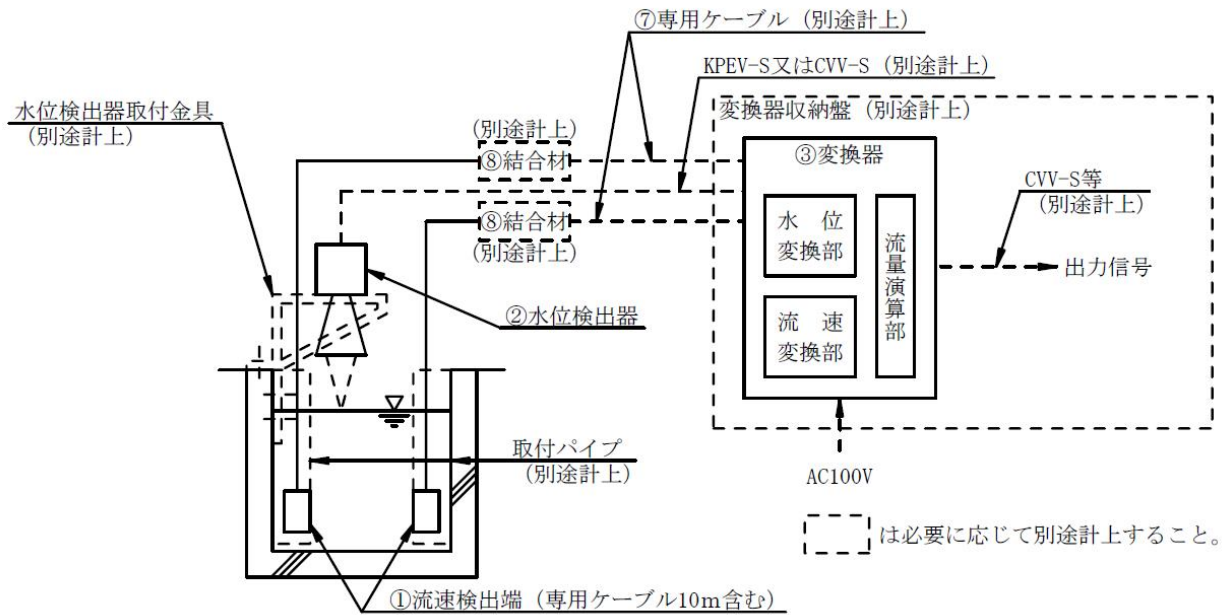 ⑦専用ケーブル（別途計上）
KPEV-S又はCVV-S（別途計上）
水位検出器取付金具
（別途計上）
変換器収納盤（別途計上）
（別途計上）
⑧結合材
③変換器
CVV-S等
（別途計上）
⑧結合材
（別途計上）
水　位
変換部
流量演算部
出力信号
②水位検出器
流　速
変換部
取付パイプ
（別途計上）
AC100V
は必要に応じて別途計上すること。
①流速検出端（専用ケーブル10m含む）